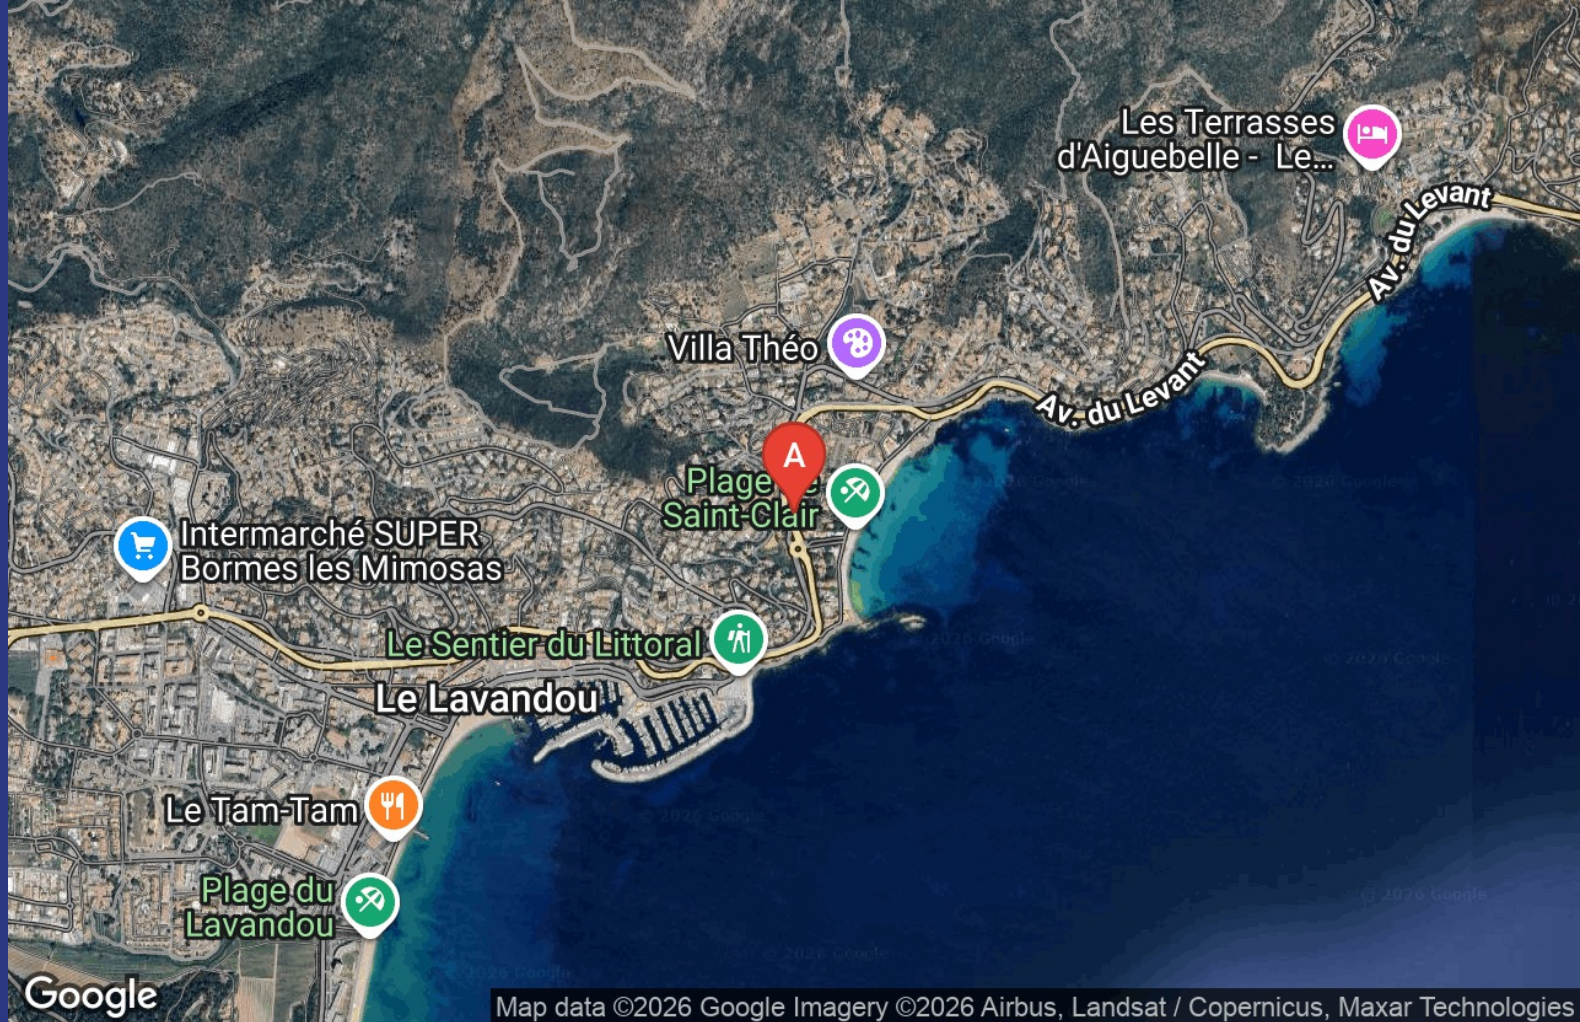 Les Terrasses
d'Aiguebelle - Le...
Av. du Levant
Villa Théo
Av. du Levant
A
Plage
Saint-Clair
Intermarché SUPER
Bormes les Mimosas
Le Sentier du Littoral
Le Lavandou
Le Tam-Tam
Plage du
Lavandou
Google
Map data ©2026 Google Imagery ©2026 Airbus, Landsat / Copernicus, Maxar Technologies